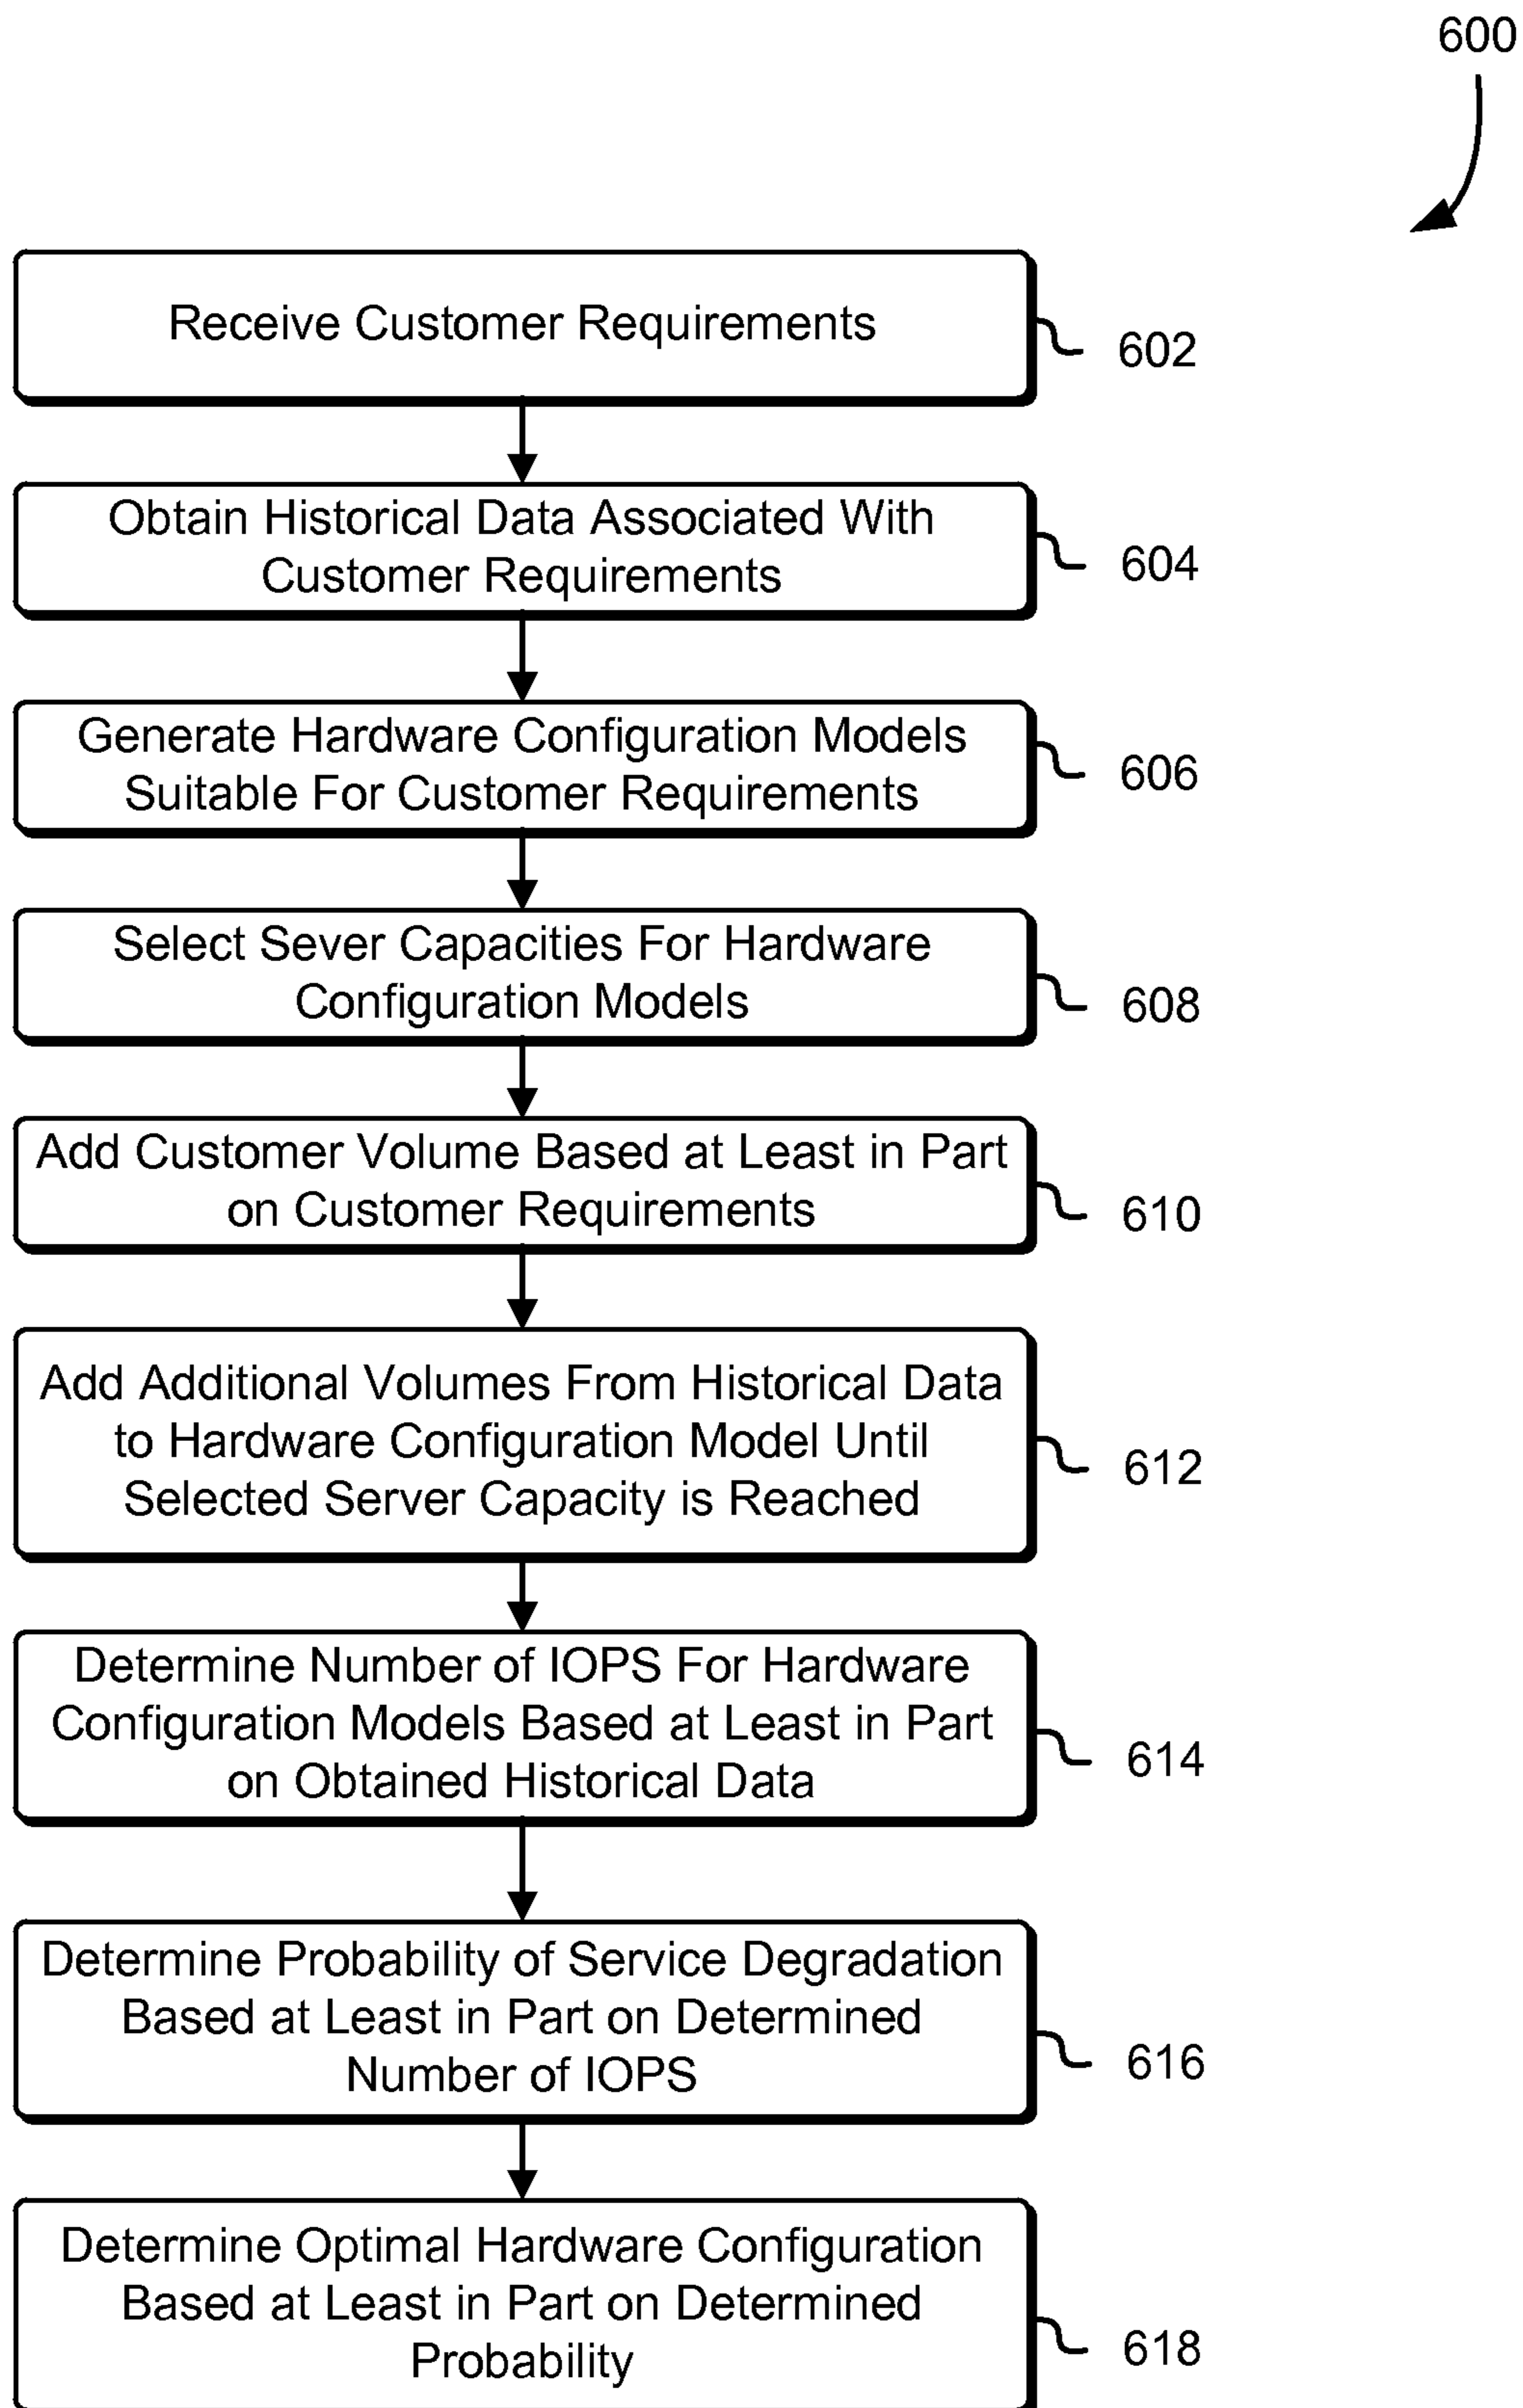 600
Receive Customer Requirements
602
Obtain Historical Data Associated With
Customer Requirements
604
Generate Hardware Configuration Models
Suitable For Customer Requirements
606
Select Sever Capacities For Hardware
Configuration Models
608
Add Customer Volume Based at Least in Part
on Customer Requirements
610
Add Additional Volumes From Historical Data
to Hardware Configuration Model Until
Selected Server Capacity is Reached
612
Determine Number of IOPS For Hardware
Configuration Models Based at Least in Part
on Obtained Historical Data
614
Determine Probability of Service Degradation
Based at Least in Part on Determined
Number of IOPS
616
Determine Optimal Hardware Configuration
Based at Least in Part on Determined
Probability
618